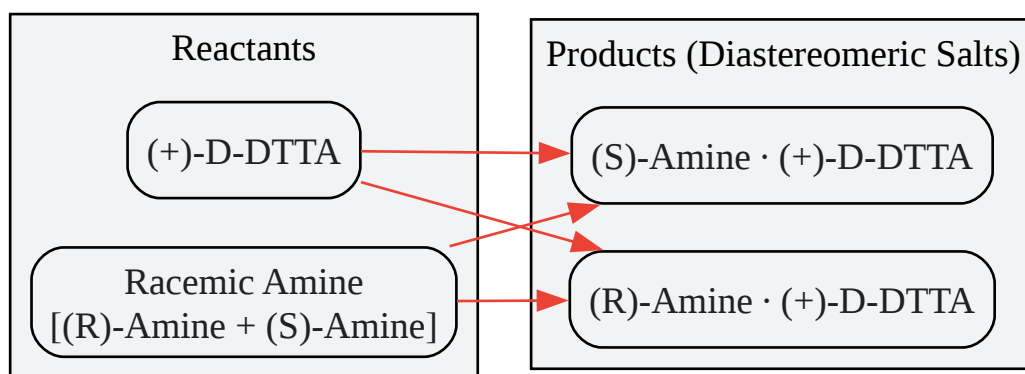 Reactants
(+)-D-DTTA
Racemic Amine
[(R)-Amine + (S)-Amine]
Products (Diastereomeric Salts)
(S)-Amine · (+)-D-DTTA
(R)-Amine · (+)-D-DTTA